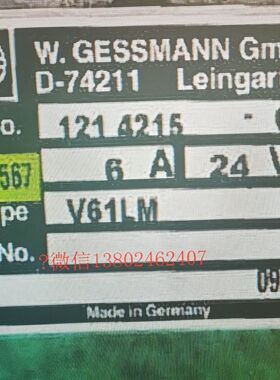 W. GESSMANN Gm
D-74211 Leingar
o. 121 4215 -
567 6 A 24 V
pe V61LM
No.
?微信13802462407
09
Made in Germany